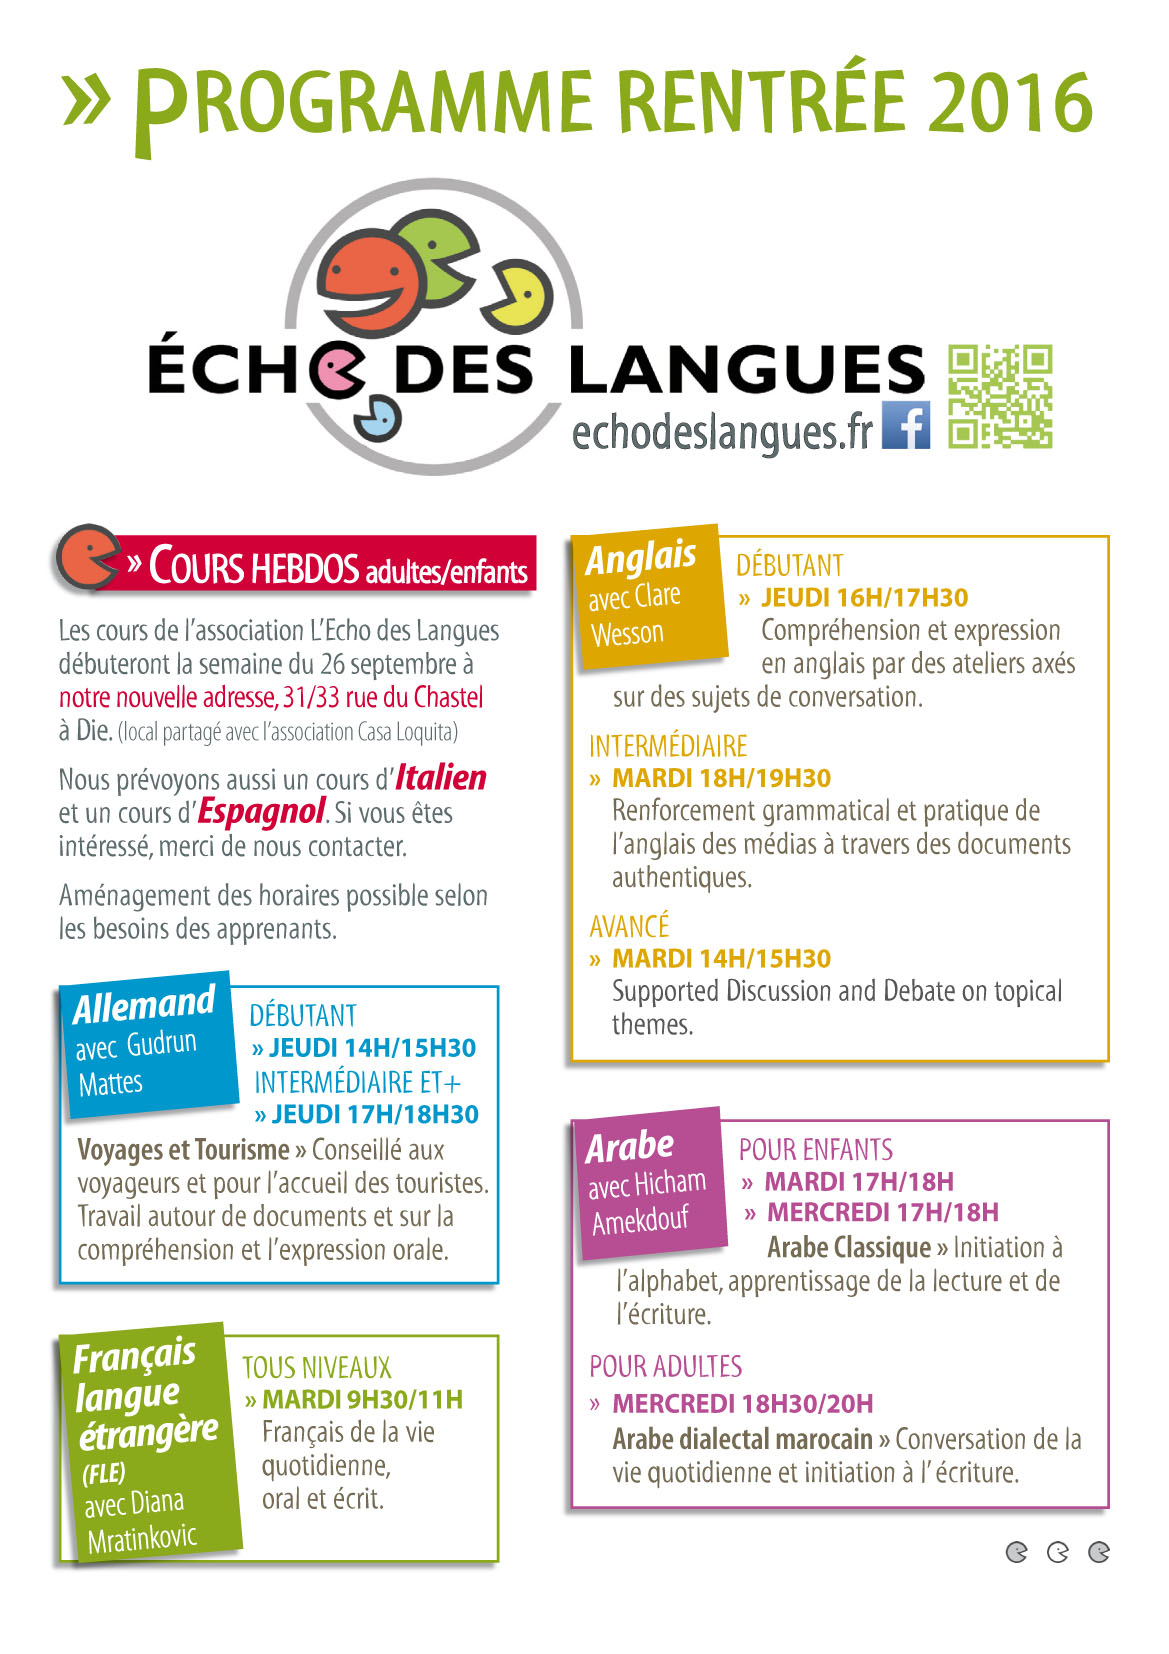 » PROGRAMME RENTRÉE 2016
ÉCHO DES LANGUES
echodeslangues.fr f
» COURS HEBDOS adultes/enfants
Les cours de l'association L'Echo des Langues
débuteront la semaine du 26 septembre à
notre nouvelle adresse, 31/33 rue du Chastel
à Die. (local partagé avec l'association Casa Loquita)
Nous prévoyons aussi un cours d'Italien
et un cours d'Espagnol. Si vous êtes
intéressé, merci de nous contacter.
Aménagement des horaires possible selon
les besoins des apprenants.
Allemand
avec Gudrun
Mattes
DÉBUTANT
» JEUDI 14H/15H30
INTERMÉDIAIRE ET+
» JEUDI 17H/18H30
Voyages et Tourisme » Conseillé aux
voyageurs et pour l'accueil des touristes.
Travail autour de documents et sur la
compréhension et l'expression orale.
Français
langue
étrangère
(FLE)
avec Diana
Mratinkovic
TOUS NIVEAUX
» MARDI 9H30/11H
Français de la vie
quotidienne,
oral et écrit.
Anglais
avec Clare
Wesson
DÉBUTANT
» JEUDI 16H/17H30
Compréhension et expression
en anglais par des ateliers axés
sur des sujets de conversation.
INTERMÉDIAIRE
» MARDI 18H/19H30
Renforcement grammatical et pratique de
l'anglais des médias à travers des documents
authentiques.
AVANCÉ
» MARDI 14H/15H30
Supported Discussion and Debate on topical
themes.
Arabe
avec Hicham
Amekdouf
POUR ENFANTS
» MARDI 17H/18H
» MERCREDI 17H/18H
Arabe Classique » Initiation à
l'alphabet, apprentissage de la lecture et de
l'écriture.
POUR ADULTES
» MERCREDI 18H30/20H
Arabe dialectal marocain » Conversation de la
vie quotidienne et initiation à l' écriture.